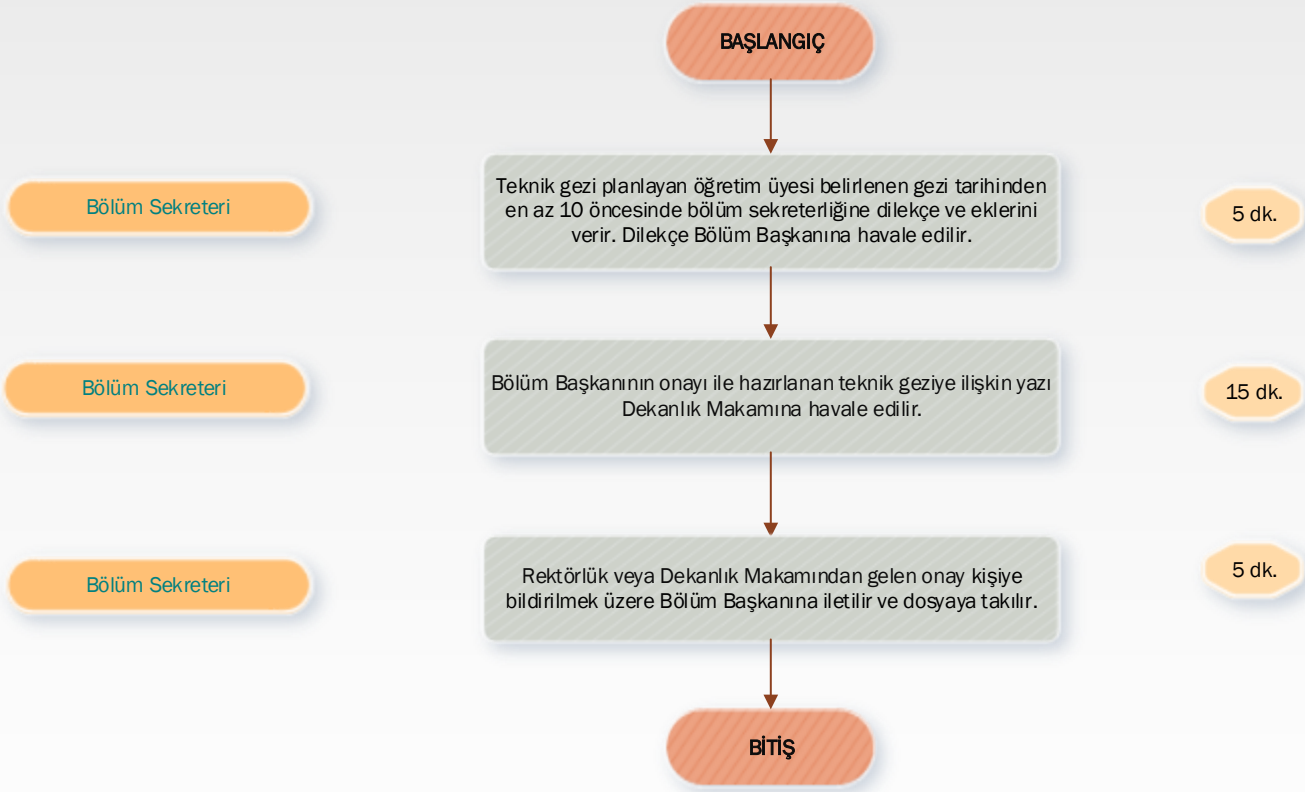 BAŞLANGIÇ
Bölüm Sekreteri
Teknik gezi planlayan öğretim üyesi belirlenen gezi tarihinden
en az 10 öncesinde bölüm sekreterliğine dilekçe ve eklerini
verir. Dilekçe Bölüm Başkanına havale edilir.
5 dk.
Bölüm Sekreteri
Bölüm Başkanının onayı ile hazırlanan teknik geziye ilişkin yazı
Dekanlık Makamına havale edilir.
15 dk.
Bölüm Sekreteri
Rektörlük veya Dekanlık Makamından gelen onay kişiye
bildirilmek üzere Bölüm Başkanına iletilir ve dosyaya takılır.
5 dk.
BİTİŞ